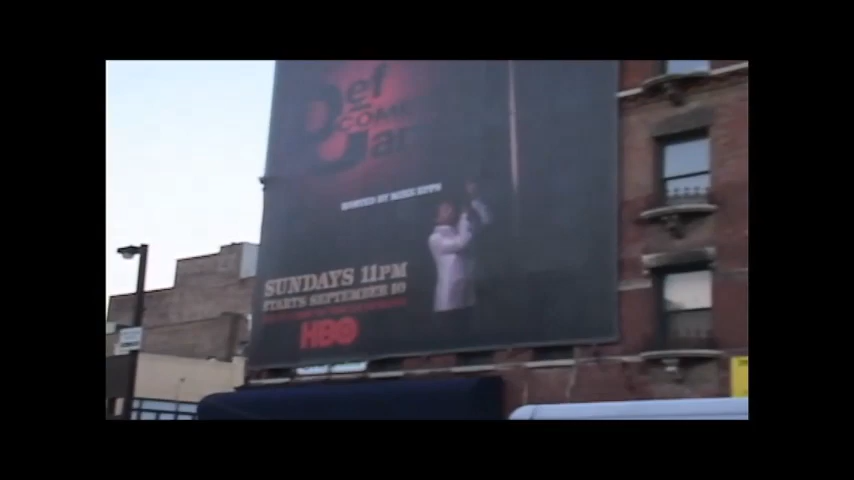 Def
COMEDY
Jam
HOSTED BY MIKE EPPS
SUNDAYS 11PM
STARTS SEPTEMBER 10
HBO